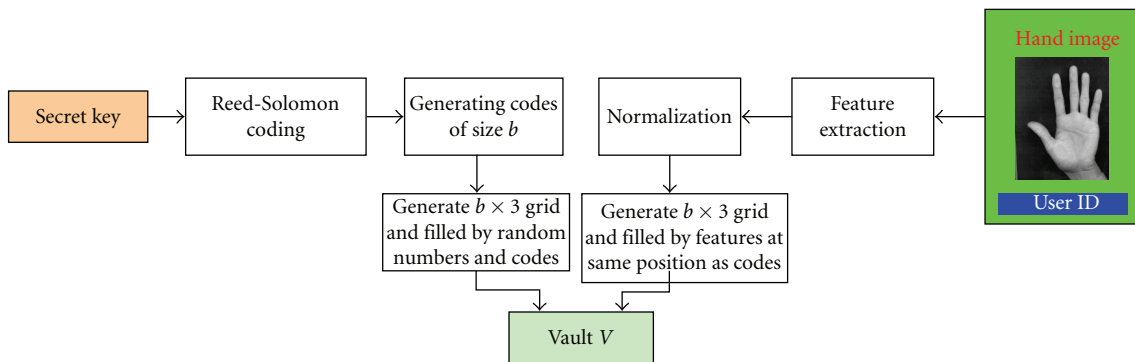 Secret key
Reed-Solomon
coding
Generating codes
of size b
Normalization
Feature
extraction
Hand image
User ID
Generate b × 3 grid
and filled by random
numbers and codes
Generate b × 3 grid
and filled by features at
same position as codes
Vault V